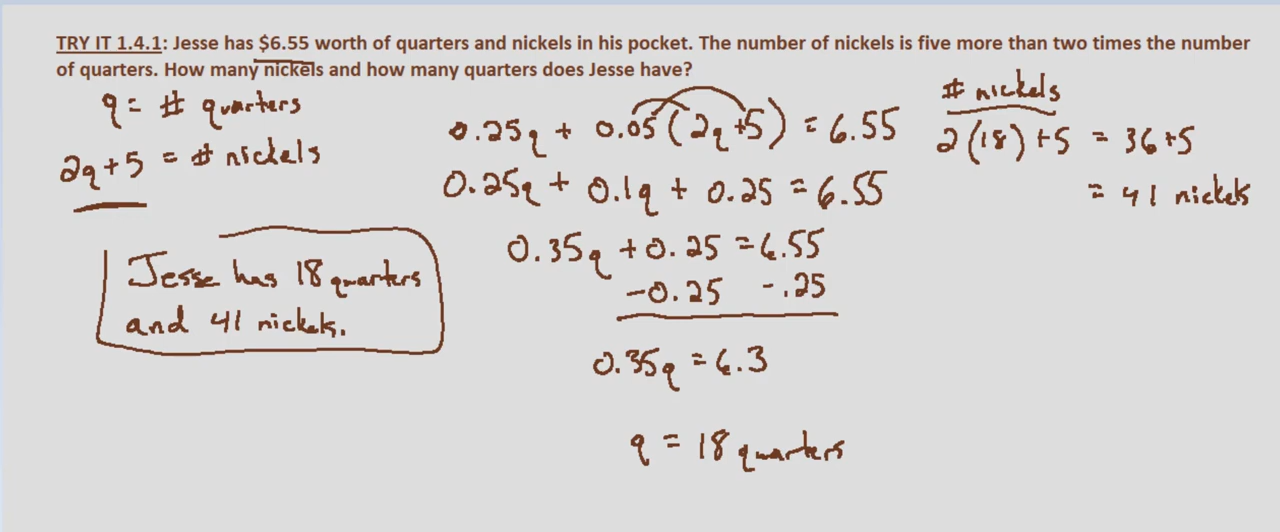 TRY IT 1.4.1: Jesse has $6.55 worth of quarters and nickels in his pocket. The number of nickels is five more than two times the number
of quarters. How many nickels and how many quarters does Jesse have?
q = # quarters
2q + 5 = # nickels
0.25q + 0.05 (2q + 5) = 6.55
0.25q + 0.1q + 0.25 = 6.55
0.35q + 0.25 = 6.55
-0.25 -.25
0.35q = 6.3
q = 18 quarters
# nickels
2(18) + 5 = 36 + 5
= 41 nickels
Jesse has 18 quarters
and 41 nickels.